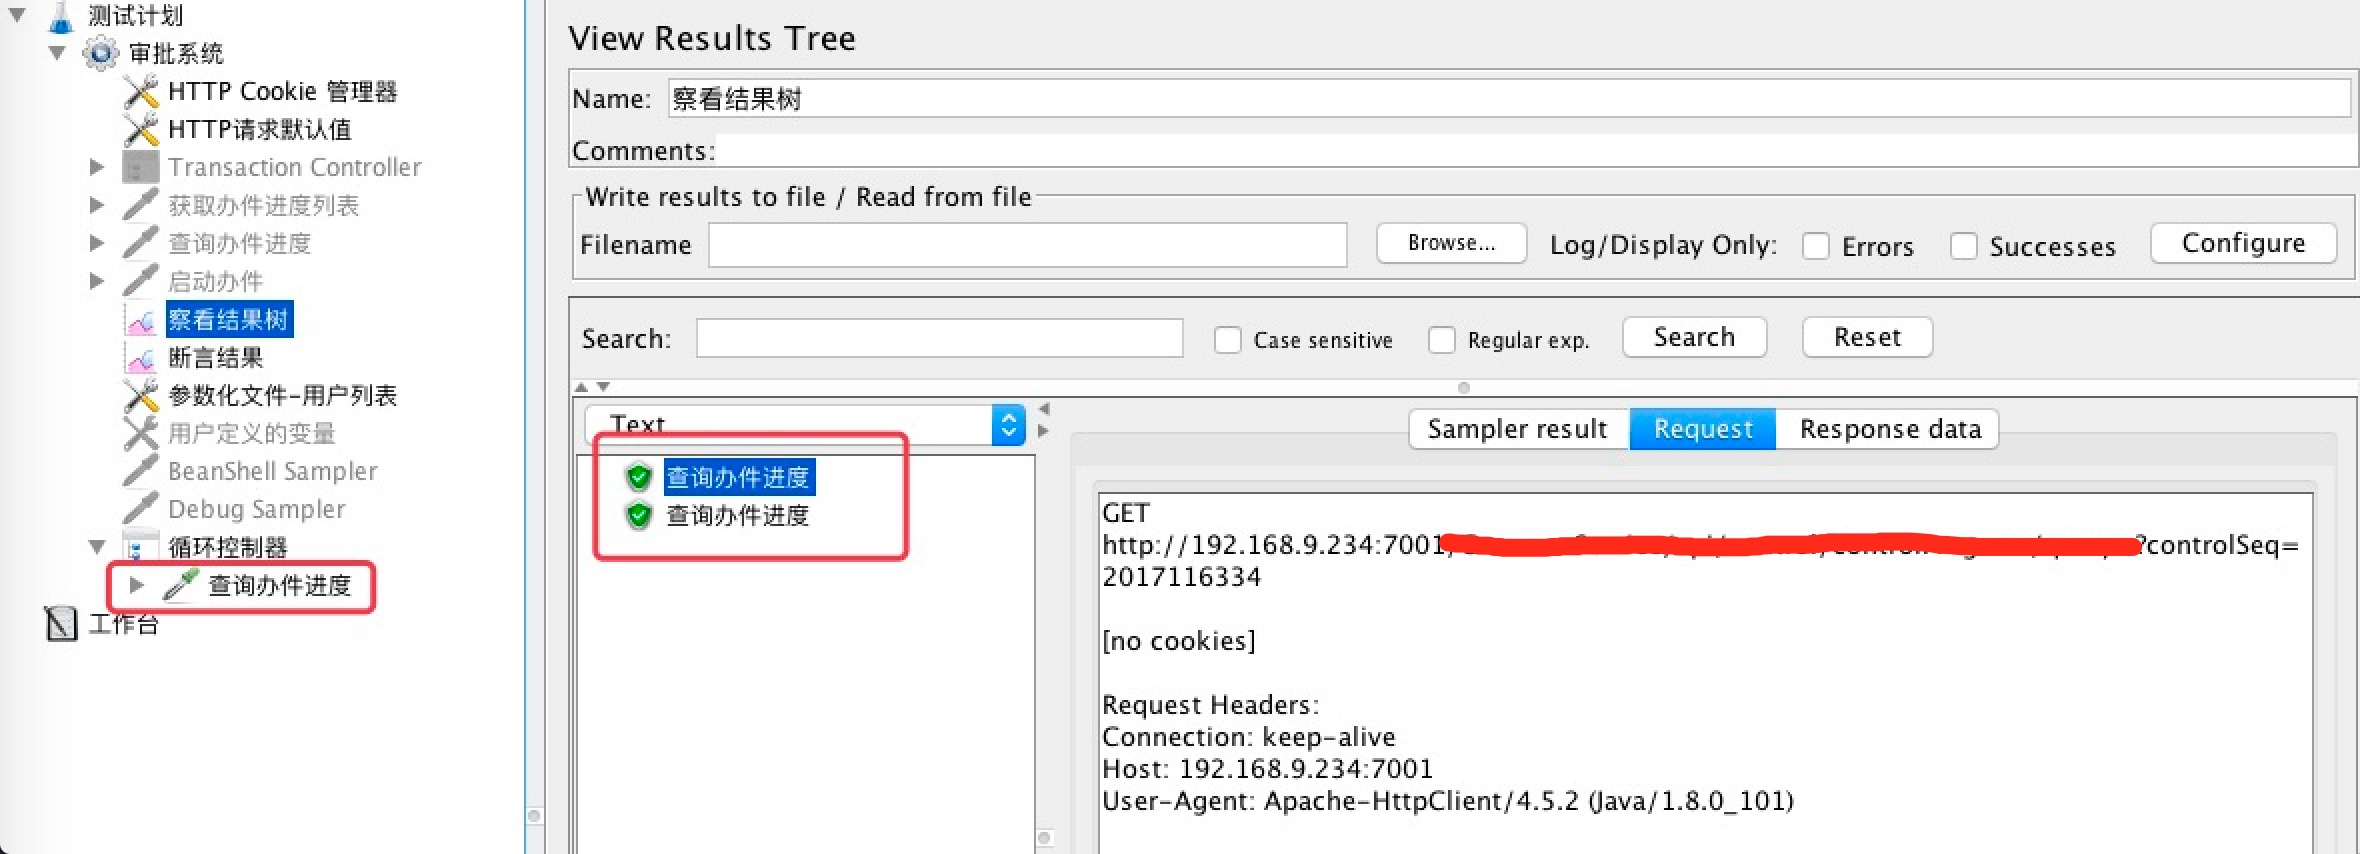 测试计划
审批系统
HTTP Cookie 管理器
HTTP请求默认值
Transaction Controller
获取办件进度列表
查询办件进度
启动办件
察看结果树
断言结果
参数化文件-用户列表
用户定义的变量
BeanShell Sampler
Debug Sampler
循环控制器
查询办件进度
工作台
View Results Tree
Name: 察看结果树
Comments:
Write results to file / Read from file
Filename Browse... Log/Display Only: Errors Successes Configure
Search: Case sensitive Regular exp. Search Reset
Text
查询办件进度
查询办件进度
Sampler result Request Response data
GET
http://192.168.9.234:7001/ ?controlSeq=
2017116334
[no cookies]
Request Headers:
Connection: keep-alive
Host: 192.168.9.234:7001
User-Agent: Apache-HttpClient/4.5.2 (Java/1.8.0_101)